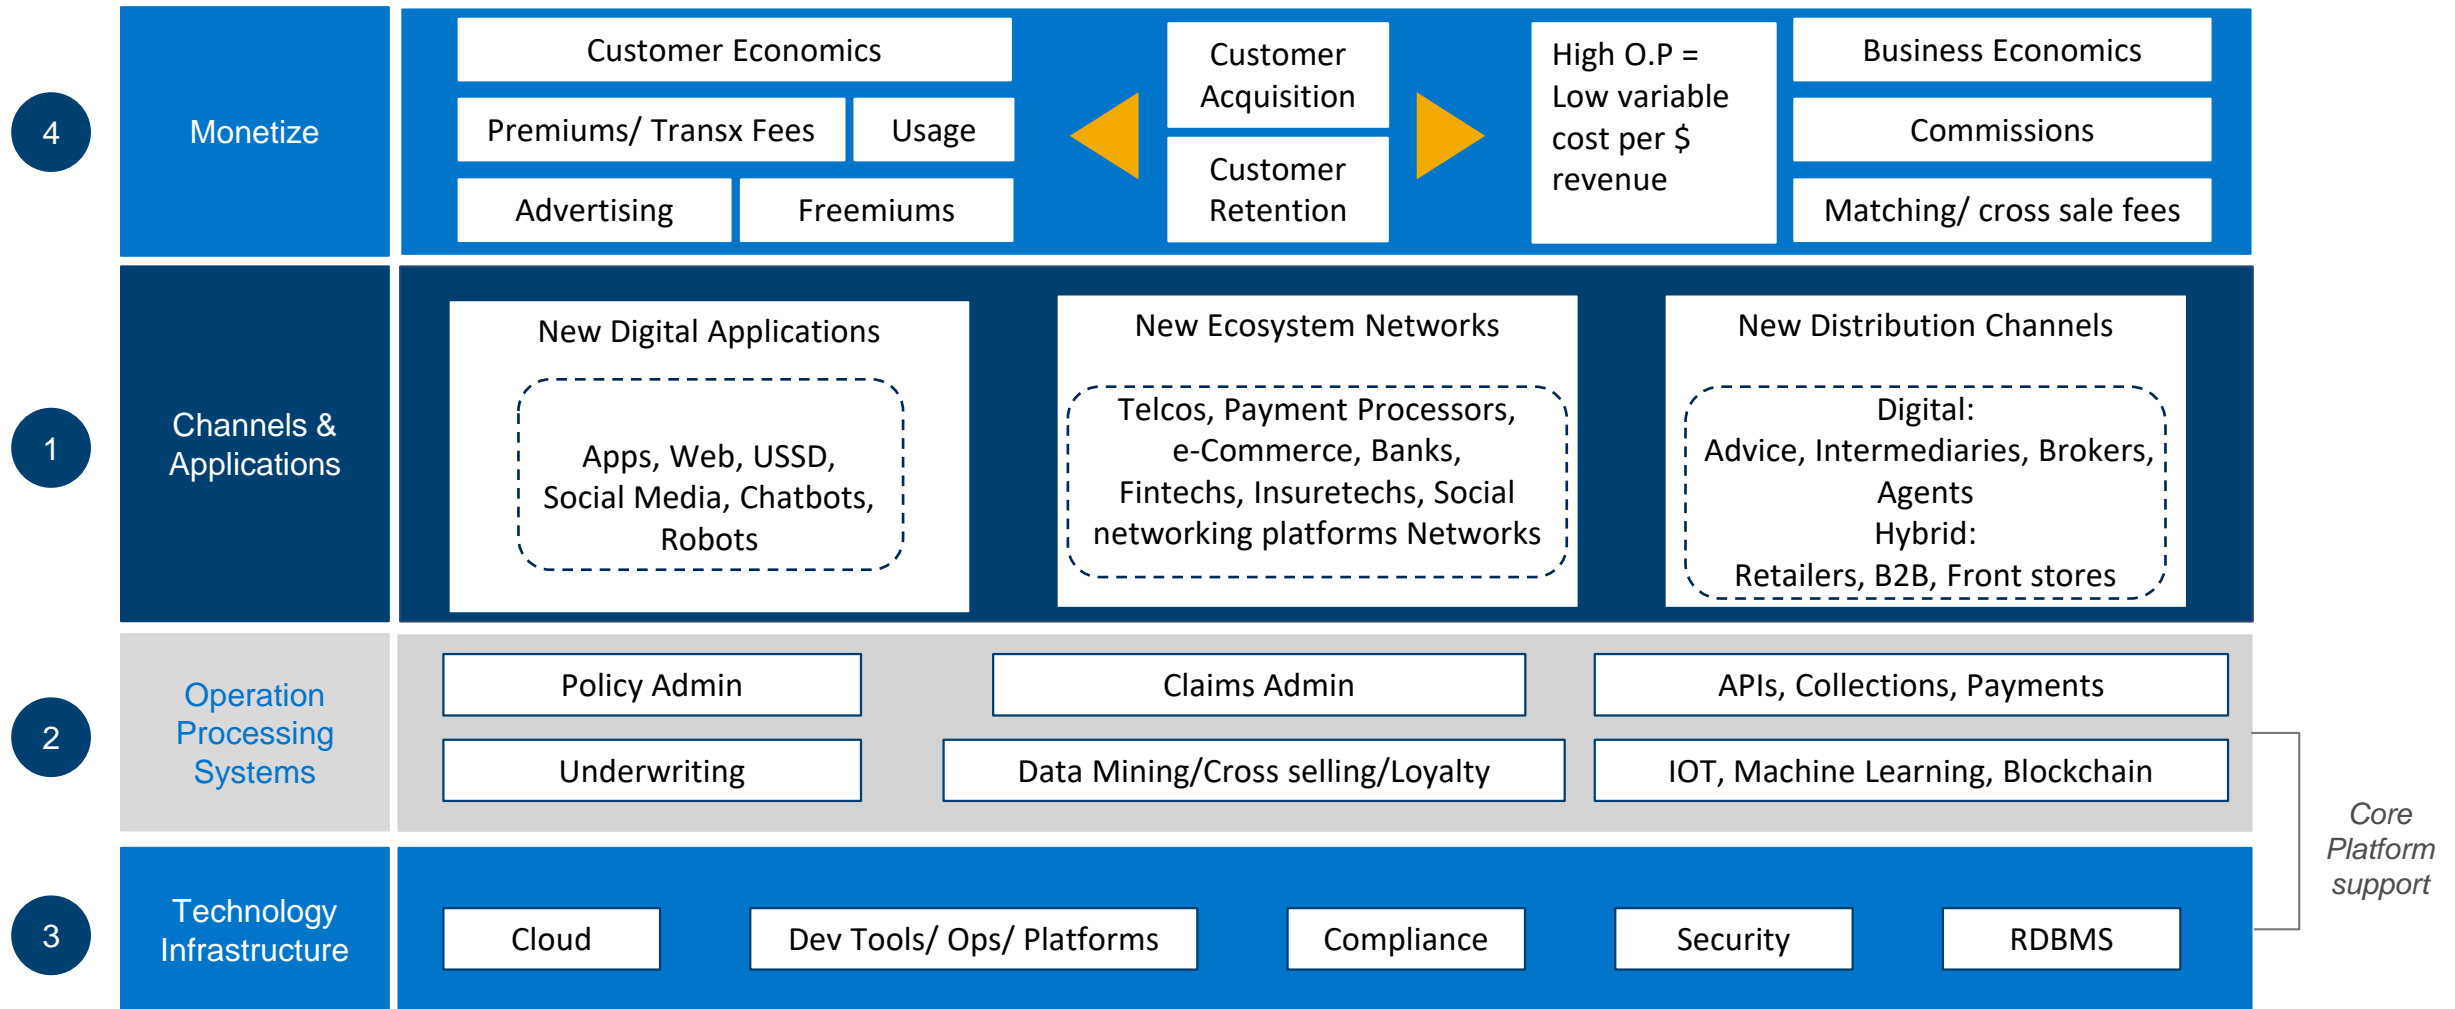 4
Monetize
Customer Economics
Premiums/ Transx Fees
Usage
Advertising
Freemiums
Customer
Acquisition
Customer
Retention
High O.P =
Low variable
cost per $
revenue
Business Economics
Commissions
Matching/ cross sale fees
1
Channels &
Applications
New Digital Applications
Apps, Web, USSD,
Social Media, Chatbots,
Robots
New Ecosystem Networks
Telcos, Payment Processors,
e-Commerce, Banks,
Fintechs, Insuretechs, Social
networking platforms Networks
New Distribution Channels
Digital:
Advice, Intermediaries, Brokers,
Agents
Hybrid:
Retailers, B2B, Front stores
2
Operation
Processing
Systems
Policy Admin
Claims Admin
APIs, Collections, Payments
Underwriting
Data Mining/Cross selling/Loyalty
IOT, Machine Learning, Blockchain
Core
Platform
support
3
Technology
Infrastructure
Cloud
Dev Tools/ Ops/ Platforms
Compliance
Security
RDBMS